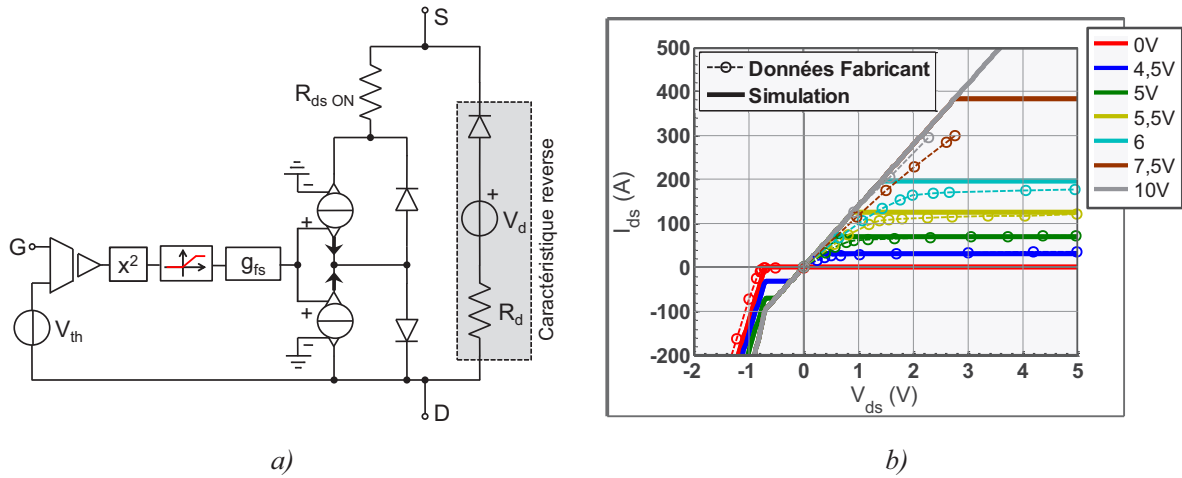 S
R_ds ON
G
x²
g_fs
V_th
V_d
R_d
Caractéristique reverse
D
+
−
+
+
−
a)
Données Fabricant
Simulation
I_ds (A)
500
400
300
200
100
0
-100
-200
-2 -1 0 1 2 3 4 5
V_ds (V)
0V
4,5V
5V
5,5V
6
7,5V
10V
b)